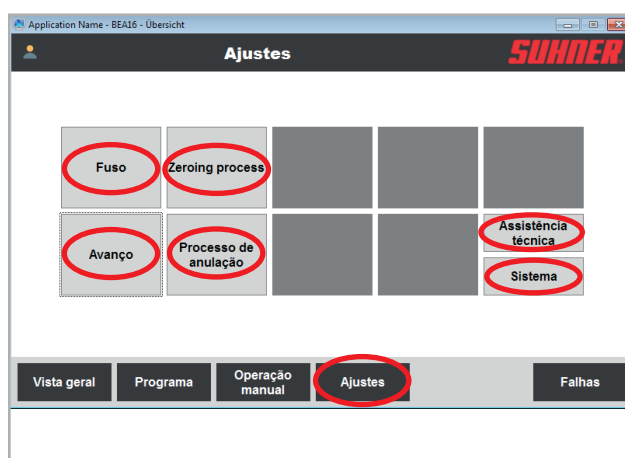 Application Name - BEA16 - Übersicht
Ajustes
SUHNER
Fuso
Zeroing process
Avanço
Processo de
anulação
Assistência
técnica
Sistema
Vista geral
Programa
Operação
manual
Ajustes
Falhas